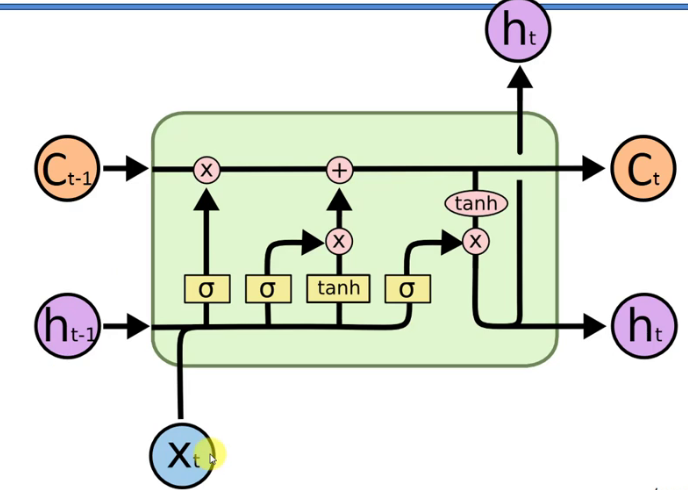 ht
Ct-1
x
+
Ct
tanh
x
x
σ
σ
tanh
σ
ht-1
ht
xt